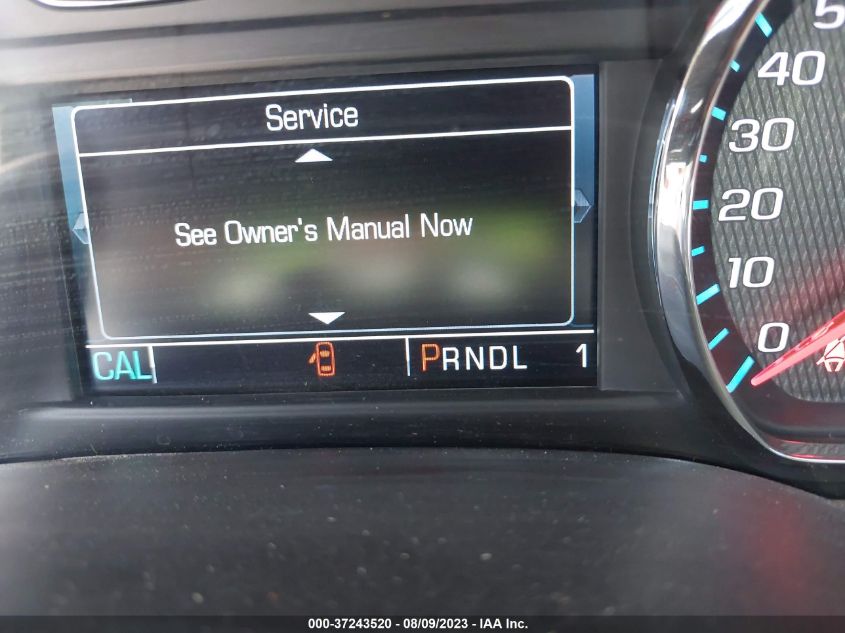 Service
See Owner's Manual Now
CAL
PRNDL 1
5
40
30
20
10
0
000-37243520 - 08/09/2023 - IAA Inc.